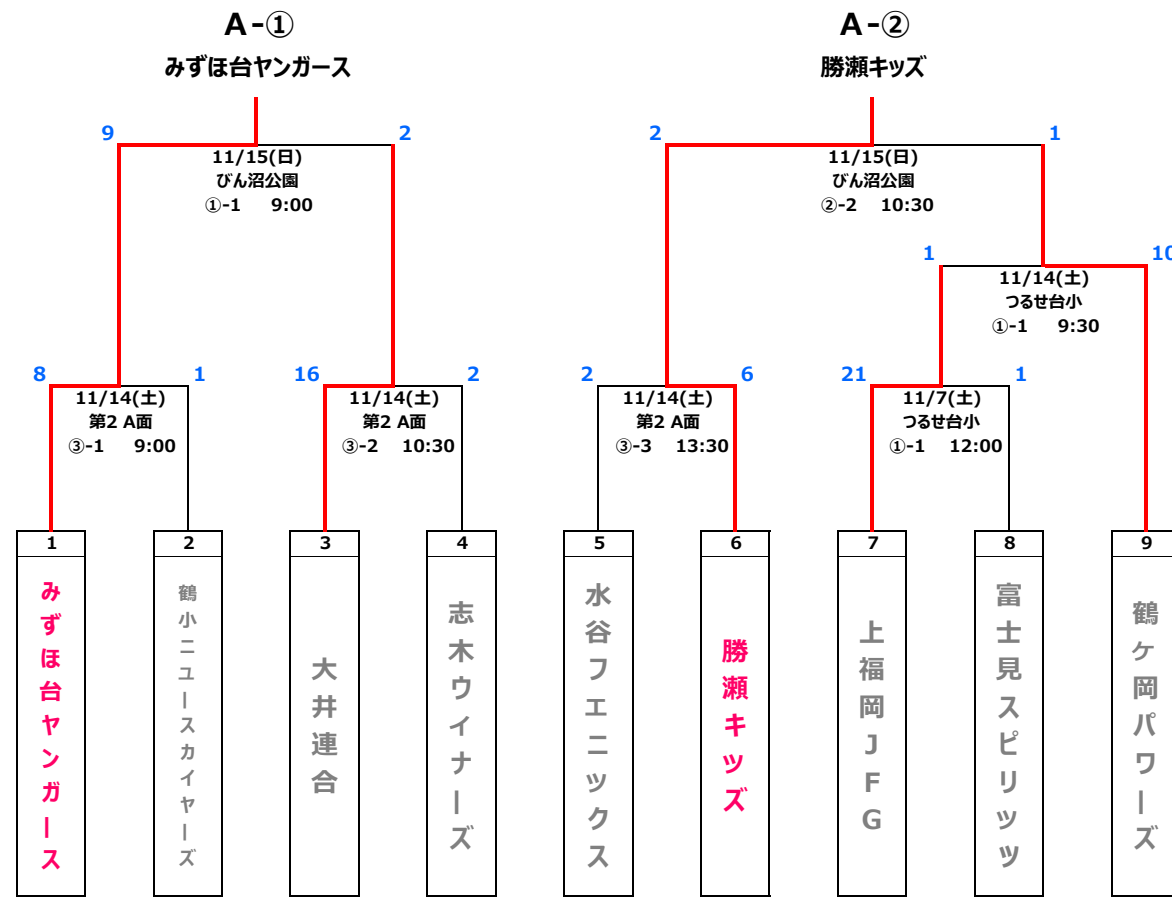 A-①
A-②
みずほ台ヤンガース
勝瀬キッズ
9
2
2
1
11/15(日)
びん沼公園
①-1 9:00
11/15(日)
びん沼公園
②-2 10:30
1
10
11/14(土)
つるせ台小
①-1 9:30
8
1
16
2
2
6
21
1
11/14(土)
第2 A面
③-1 9:00
11/14(土)
第2 A面
③-2 10:30
11/14(土)
第2 A面
③-3 13:30
11/7(土)
つるせ台小
①-1 12:00
1
2
3
4
5
6
7
8
9
みずほ台ヤンガース
鶴小ニュースカイヤーズ
大井連合
志木ウイナーズ
水谷フエニックス
勝瀬キッズ
上福岡JFG
富士見スピリッツ
鶴ケ岡パワーズ